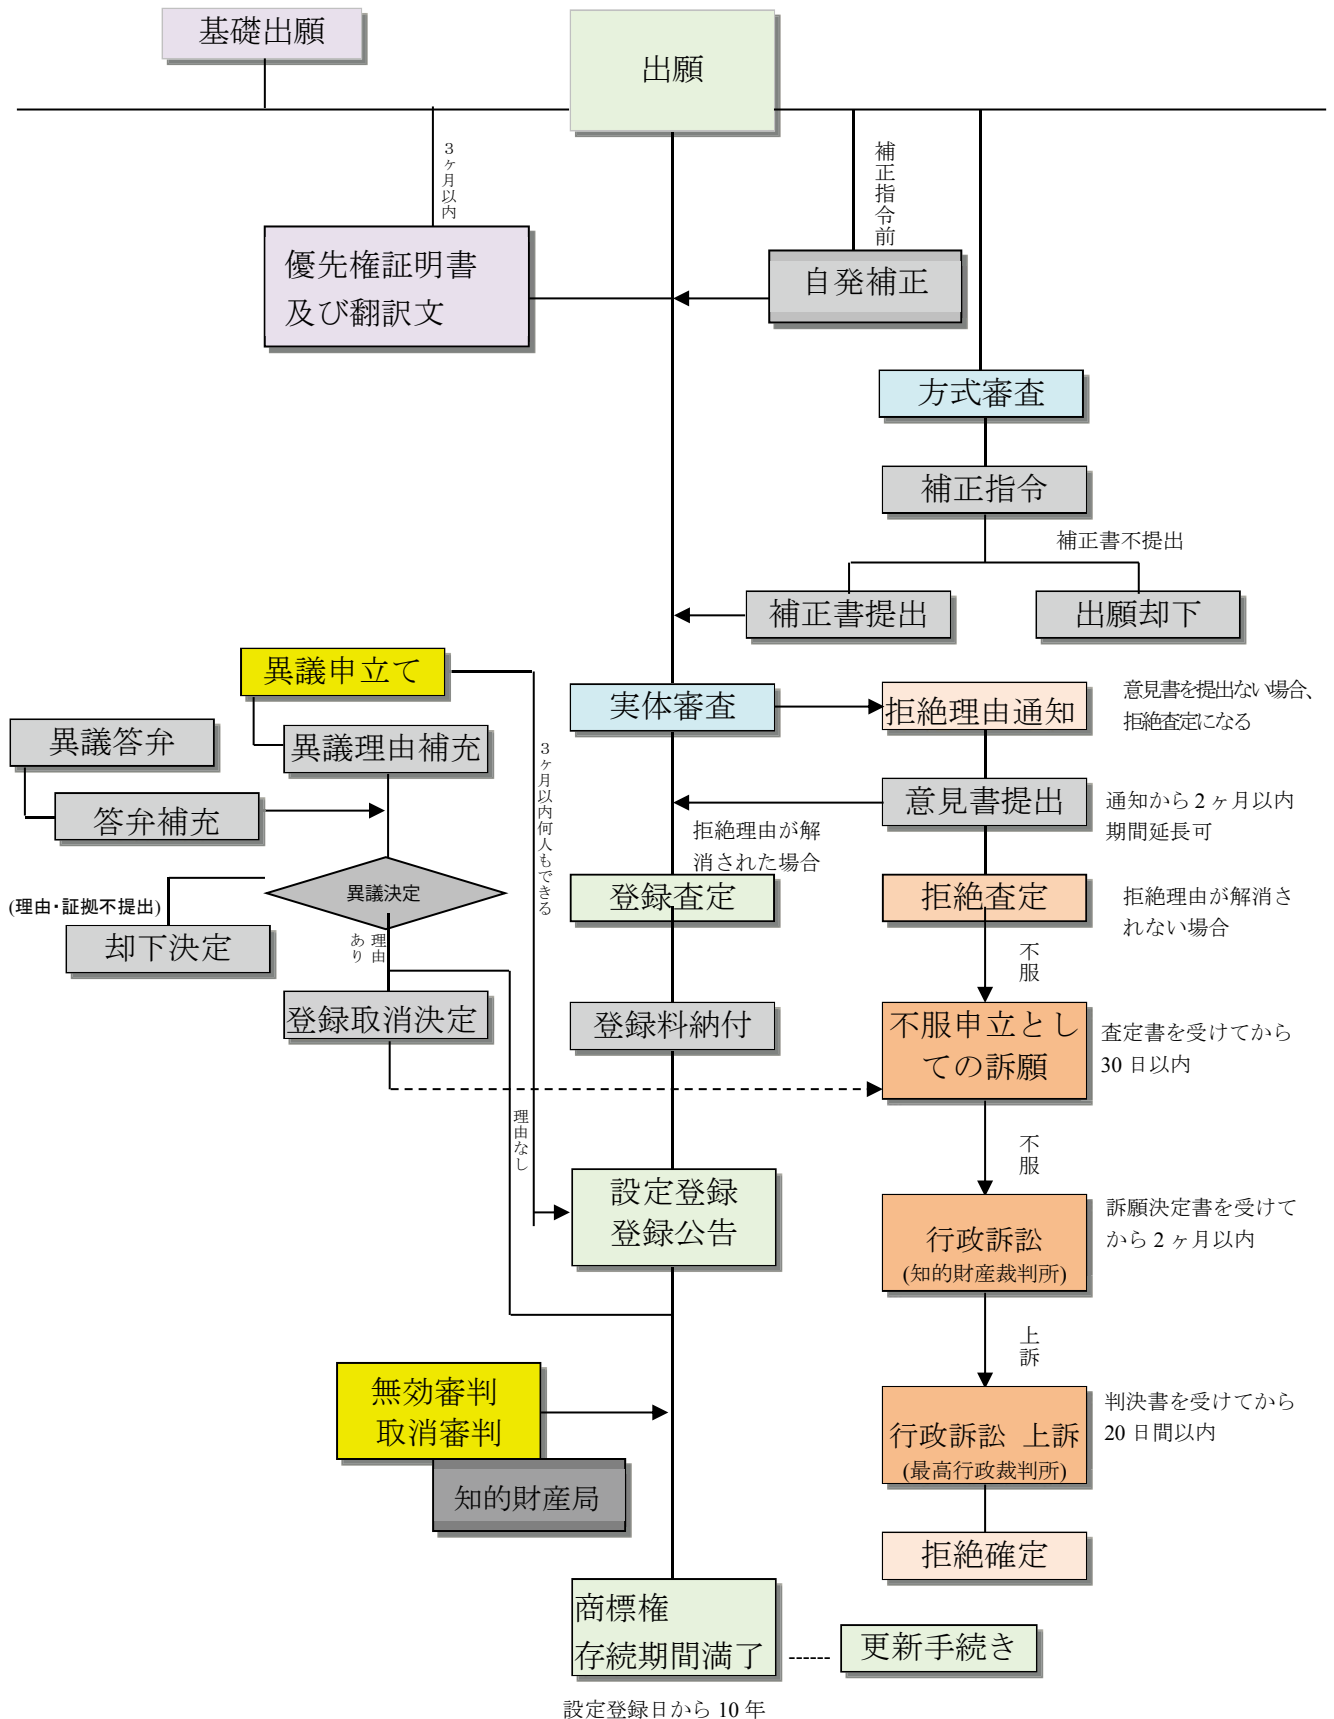 基礎出願
出願
3ヶ月以内
補正指令前
優先権証明書
及び翻訳文
自発補正
方式審査
補正指令
補正書不提出
補正書提出
出願却下
異議申立て
実体審査
拒絶理由通知
意見書を提出ない場合、
拒絶査定になる
異議答弁
異議理由補充
3ヶ月以内何人もできる
答弁補充
意見書提出
通知から 2 ヶ月以内
期間延長可
拒絶理由が解
消された場合
異議決定
(理由・証拠不提出)
却下決定
理由
あり
登録査定
拒絶査定
拒絶理由が解消さ
れない場合
不服
登録取消決定
登録料納付
不服申立とし
ての訴願
査定書を受けてから
30 日以内
理由なし
不服
設定登録
登録公告
行政訴訟
(知的財産裁判所)
訴願決定書を受けて
から 2 ヶ月以内
上訴
無効審判
取消審判
知的財産局
行政訴訟 上訴
(最高行政裁判所)
判決書を受けてから
20 日間以内
拒絶確定
商標権
存続期間満了
更新手続き
設定登録日から 10 年